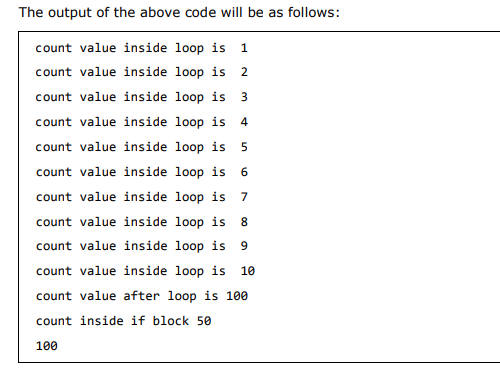 The output of the above code will be as follows:
count value inside loop is  1
count value inside loop is  2
count value inside loop is  3
count value inside loop is  4
count value inside loop is  5
count value inside loop is  6
count value inside loop is  7
count value inside loop is  8
count value inside loop is  9
count value inside loop is  10
count value after loop is 100
count inside if block 50
100